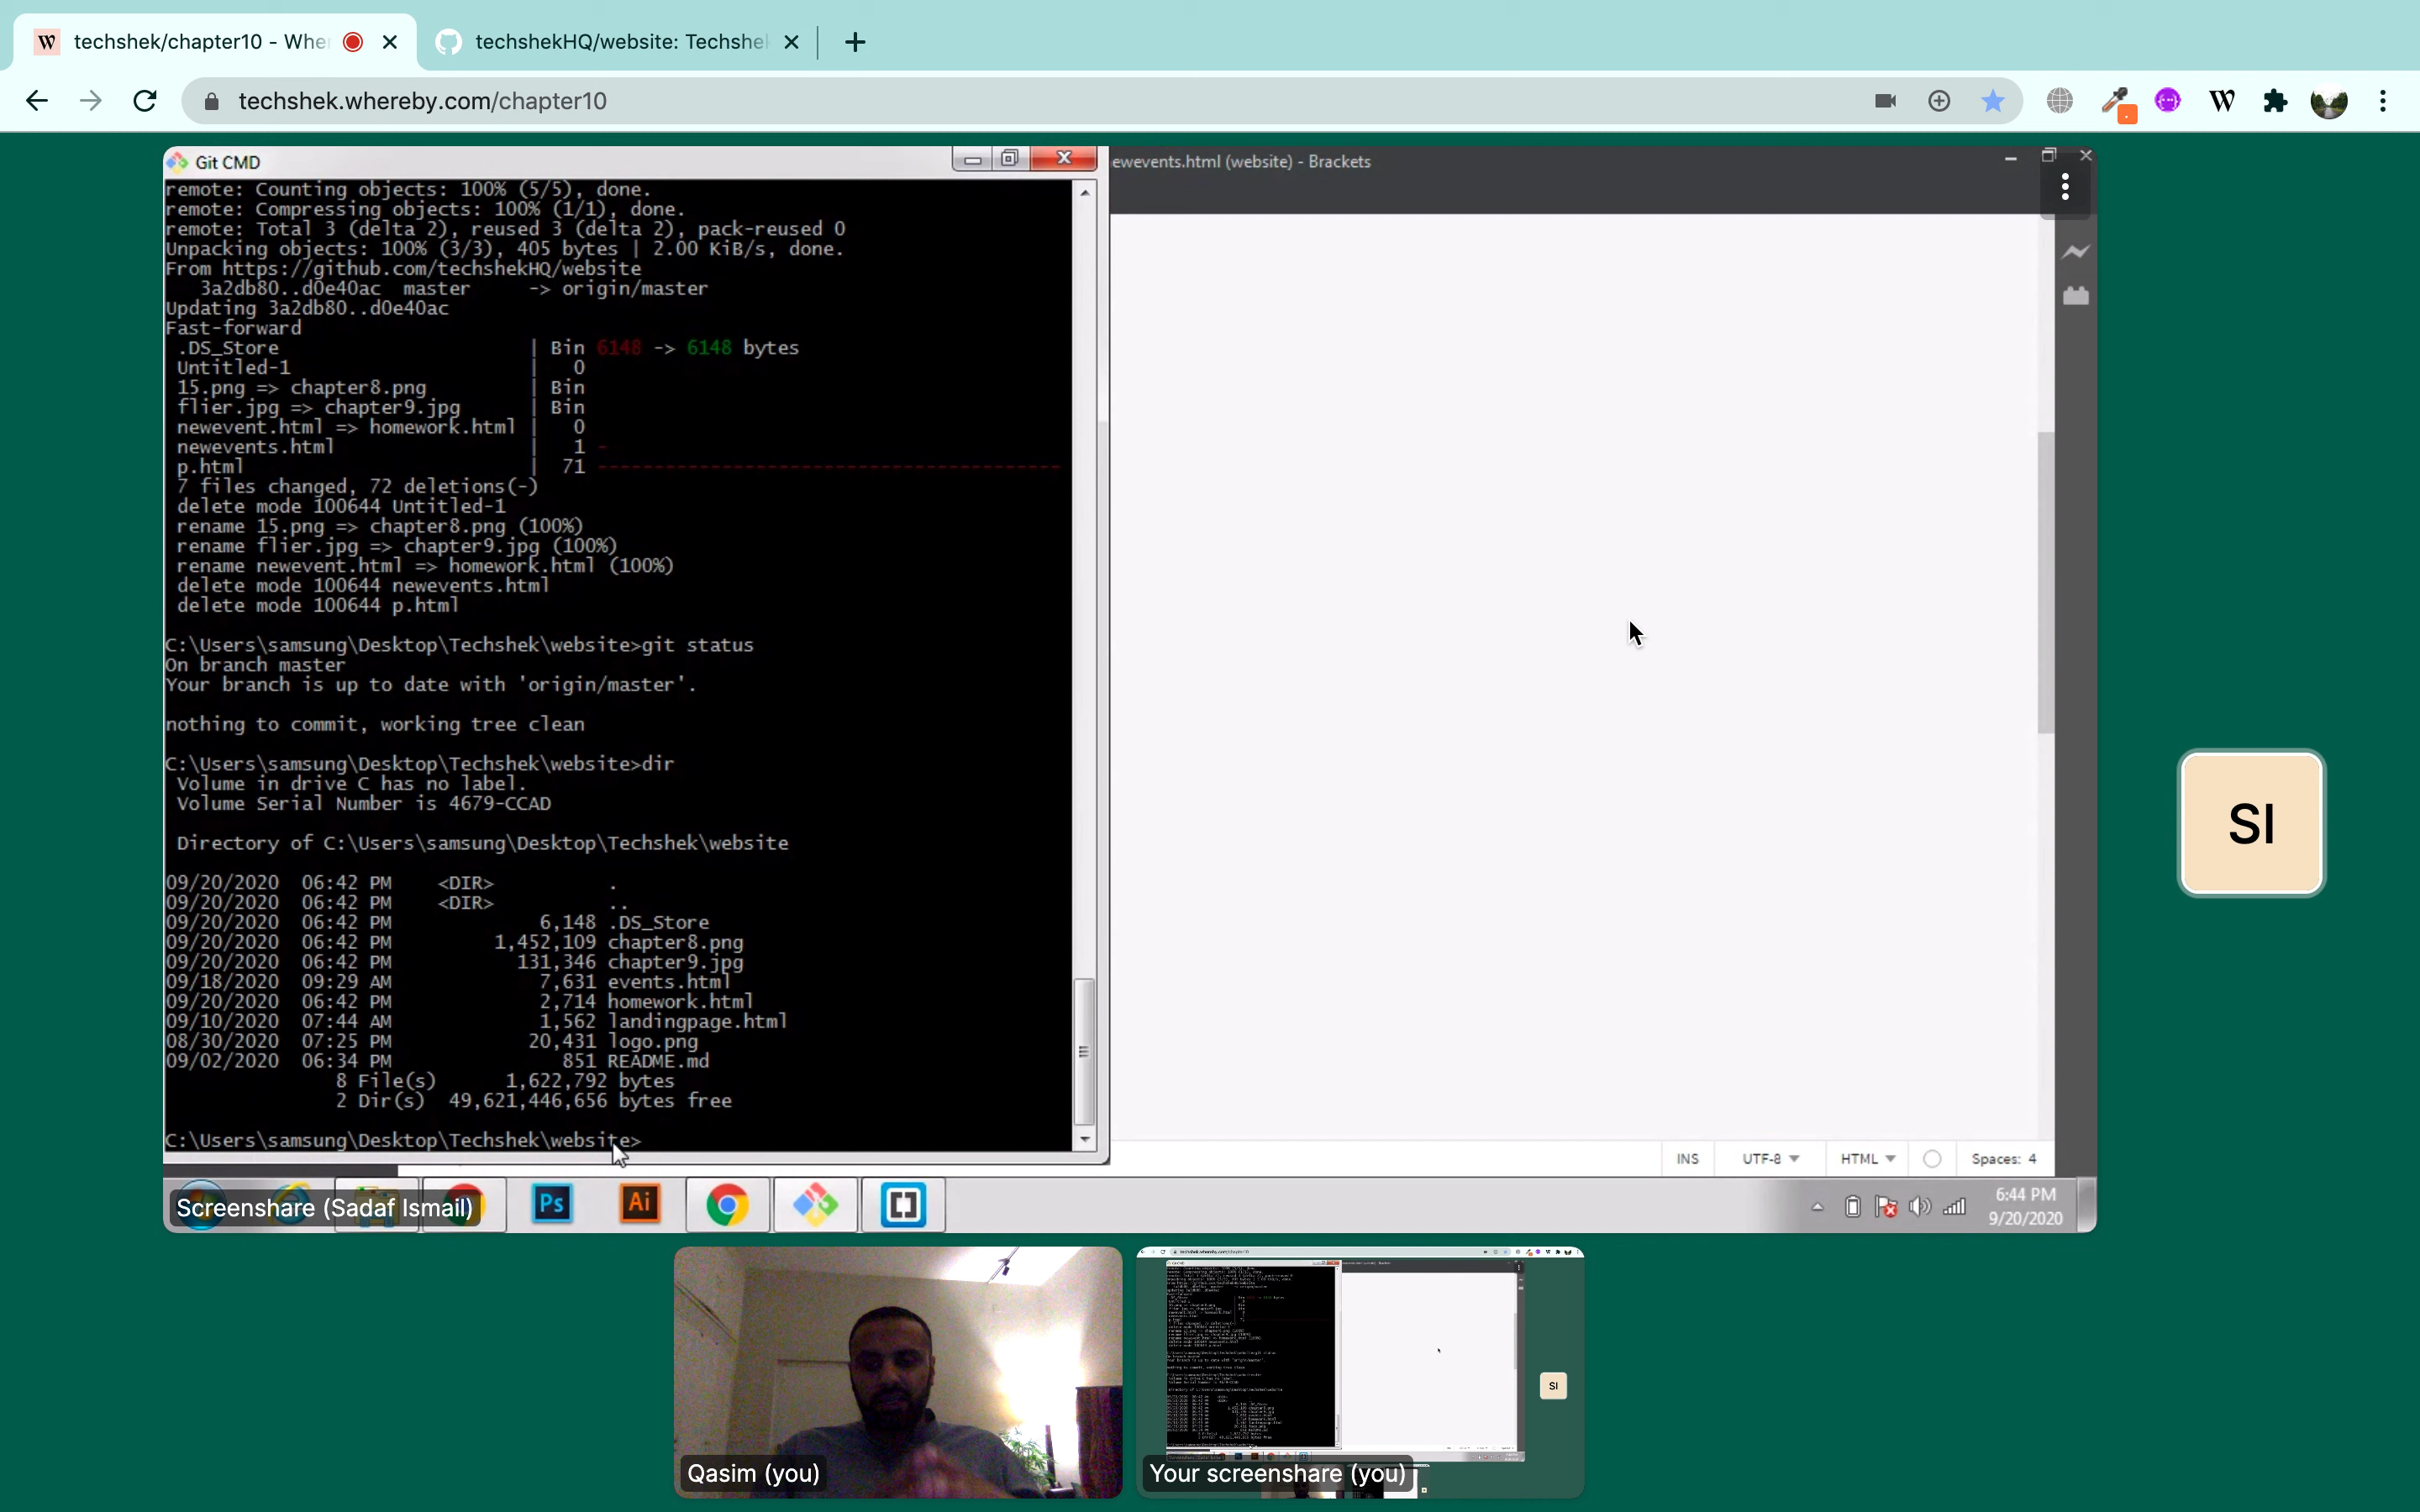 techshek/chapter10 - Whe
techshekHQ/website: Techshe
techshek.whereby.com/chapter10
Git CMD
ewevents.html (website) - Brackets
remote: Counting objects: 100% (5/5), done.
remote: Compressing objects: 100% (1/1), done.
remote: Total 3 (delta 2), reused 3 (delta 2), pack-reused 0
Unpacking objects: 100% (3/3), 405 bytes | 2.00 KiB/s, done.
From https://github.com/techshekHQ/website
3a2db80..d0e40ac master -> origin/master
Updating 3a2db80..d0e40ac
Fast-forward
.DS_Store | Bin 6148 -> 6148 bytes
Untitled-1 | 0
15.png => chapter8.png | Bin
flier.jpg => chapter9.jpg | Bin
newevent.html => homework.html | 0
newevents.html | 1 -
p.html | 71 -----------------------------------------
7 files changed, 72 deletions(-)
delete mode 100644 Untitled-1
rename 15.png => chapter8.png (100%)
rename flier.jpg => chapter9.jpg (100%)
rename newevent.html => homework.html (100%)
delete mode 100644 newevents.html
delete mode 100644 p.html
C:\Users\samsung\Desktop\Techshek\website>git status
On branch master
Your branch is up to date with 'origin/master'.
nothing to commit, working tree clean
C:\Users\samsung\Desktop\Techshek\website>dir
Volume in drive C has no label.
Volume Serial Number is 4679-CCAD
Directory of C:\Users\samsung\Desktop\Techshek\website
09/20/2020 06:42 PM <DIR> .
09/20/2020 06:42 PM <DIR> ..
09/20/2020 06:42 PM 6,148 .DS_Store
09/20/2020 06:42 PM 1,452,109 chapter8.png
09/20/2020 06:42 PM 131,346 chapter9.jpg
09/18/2020 09:29 AM 7,631 events.html
09/20/2020 06:42 PM 2,714 homework.html
09/10/2020 07:44 AM 1,562 landingpage.html
08/30/2020 07:25 PM 20,431 logo.png
09/02/2020 06:34 PM 851 README.md
8 File(s) 1,622,792 bytes
2 Dir(s) 49,621,446,656 bytes free
C:\Users\samsung\Desktop\Techshek\website>
INS UTF-8 HTML Spaces: 4
SI
Screenshare (Sadaf Ismail)
Ps
Ai
6:44 PM
9/20/2020
SI
Qasim (you)
Your screenshare (you)